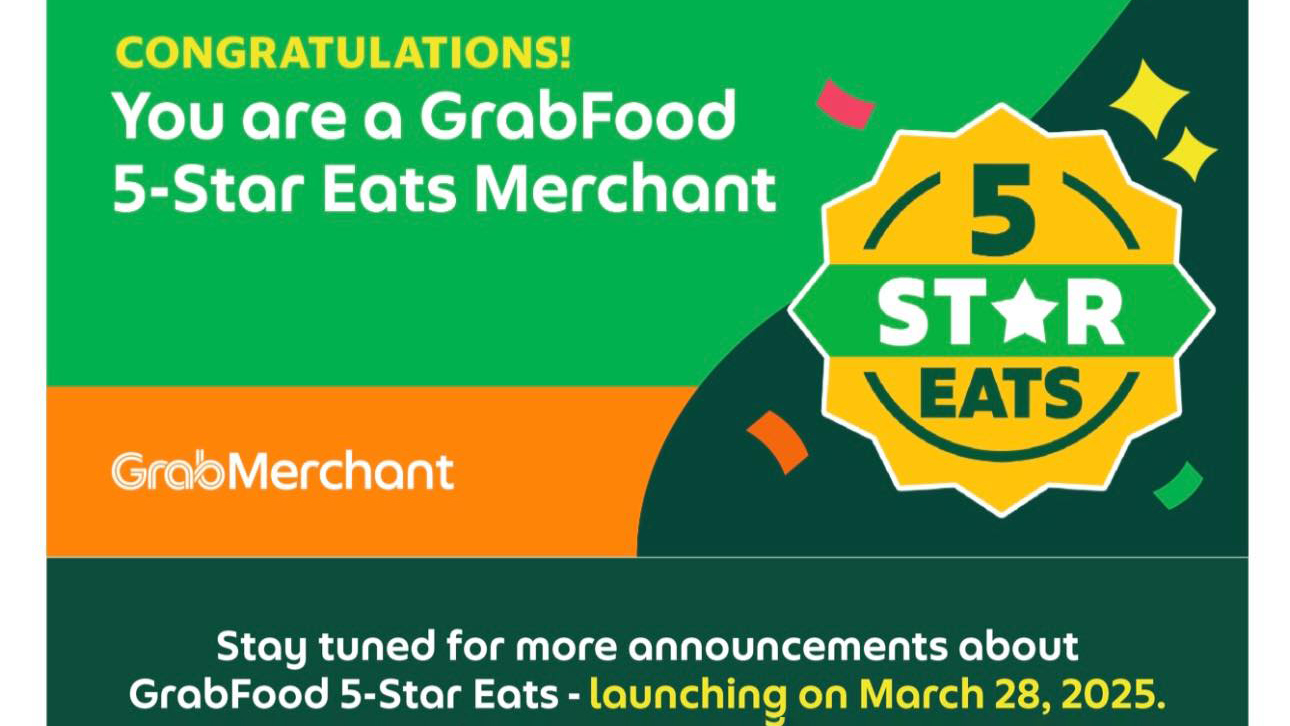 CONGRATULATIONS!
You are a GrabFood
5-Star Eats Merchant
5
STAR
EATS
GrabMerchant
Stay tuned for more announcements about
GrabFood 5-Star Eats - launching on March 28, 2025.